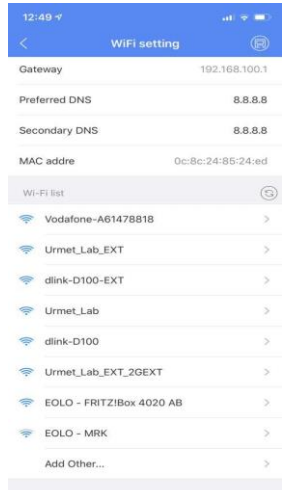 12:49
WiFi setting
Gateway 192.168.100.1
Preferred DNS 8.8.8.8
Secondary DNS 8.8.8.8
MAC addre 0c:8c:24:85:24:ed
Wi-Fi list
Vodafone-A61478818
Urmet_Lab_EXT
dlink-D100-EXT
Urmet_Lab
dlink-D100
Urmet_Lab_EXT_2GEXT
EOLO - FRITZ!Box 4020 AB
EOLO - MRK
Add Other...